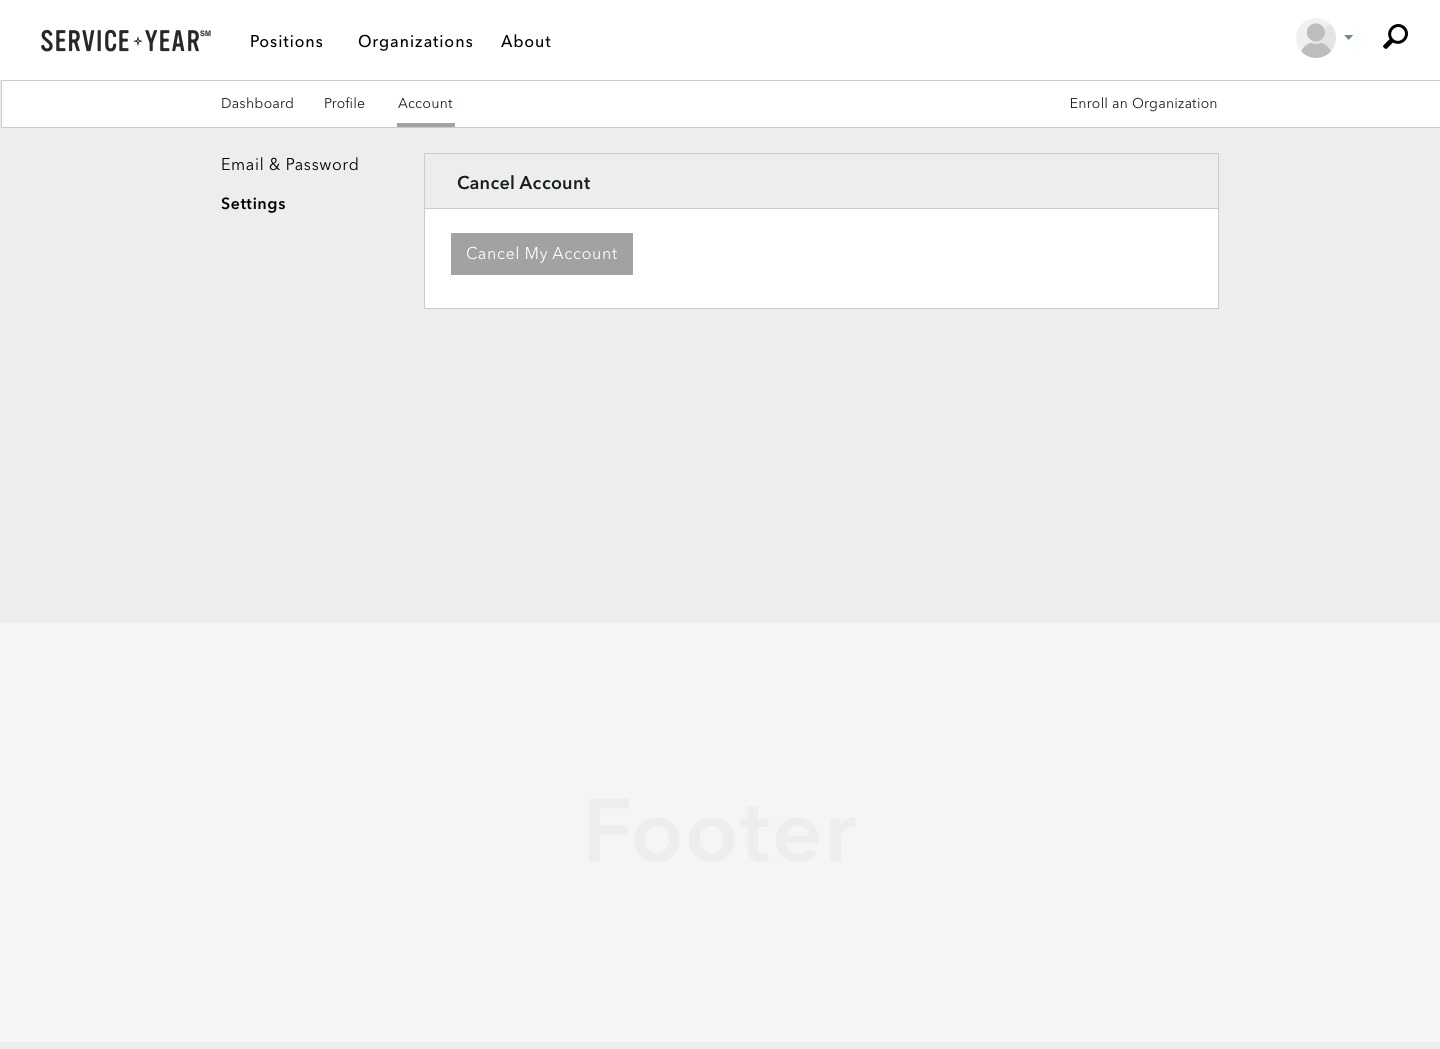 SERVICE+YEAR℠
Positions Organizations About
Dashboard Profile Account Enroll an Organization
Email & Password
Settings
Cancel Account
Cancel My Account
Footer